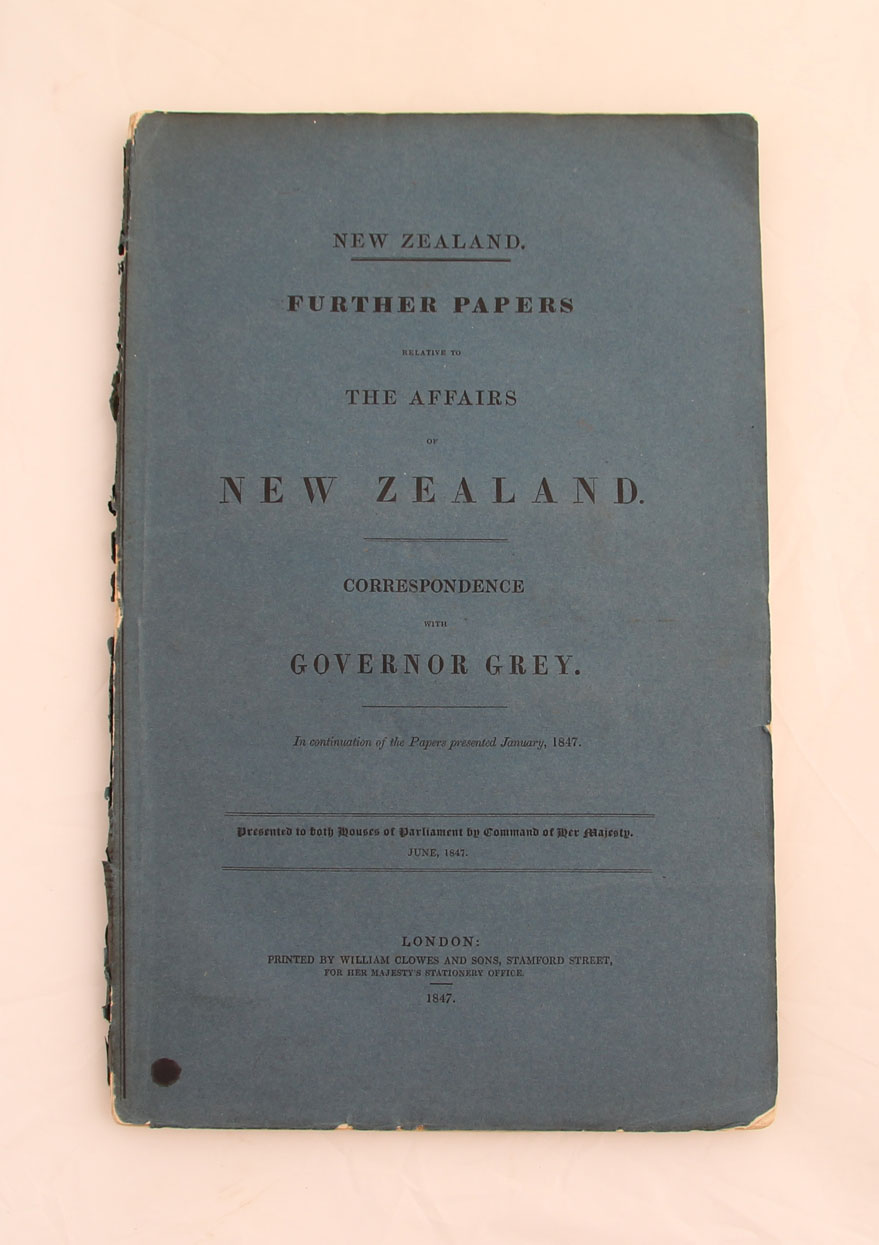 NEW ZEALAND.
FURTHER PAPERS
RELATIVE TO
THE AFFAIRS
OF
NEW ZEALAND.
CORRESPONDENCE
WITH
GOVERNOR GREY.
In continuation of the Papers presented January, 1847.
Presented to both Houses of Parliament by Command of Her Majesty.
JUNE, 1847.
LONDON:
PRINTED BY WILLIAM CLOWES AND SONS, STAMFORD STREET,
FOR HER MAJESTY'S STATIONERY OFFICE.
1847.